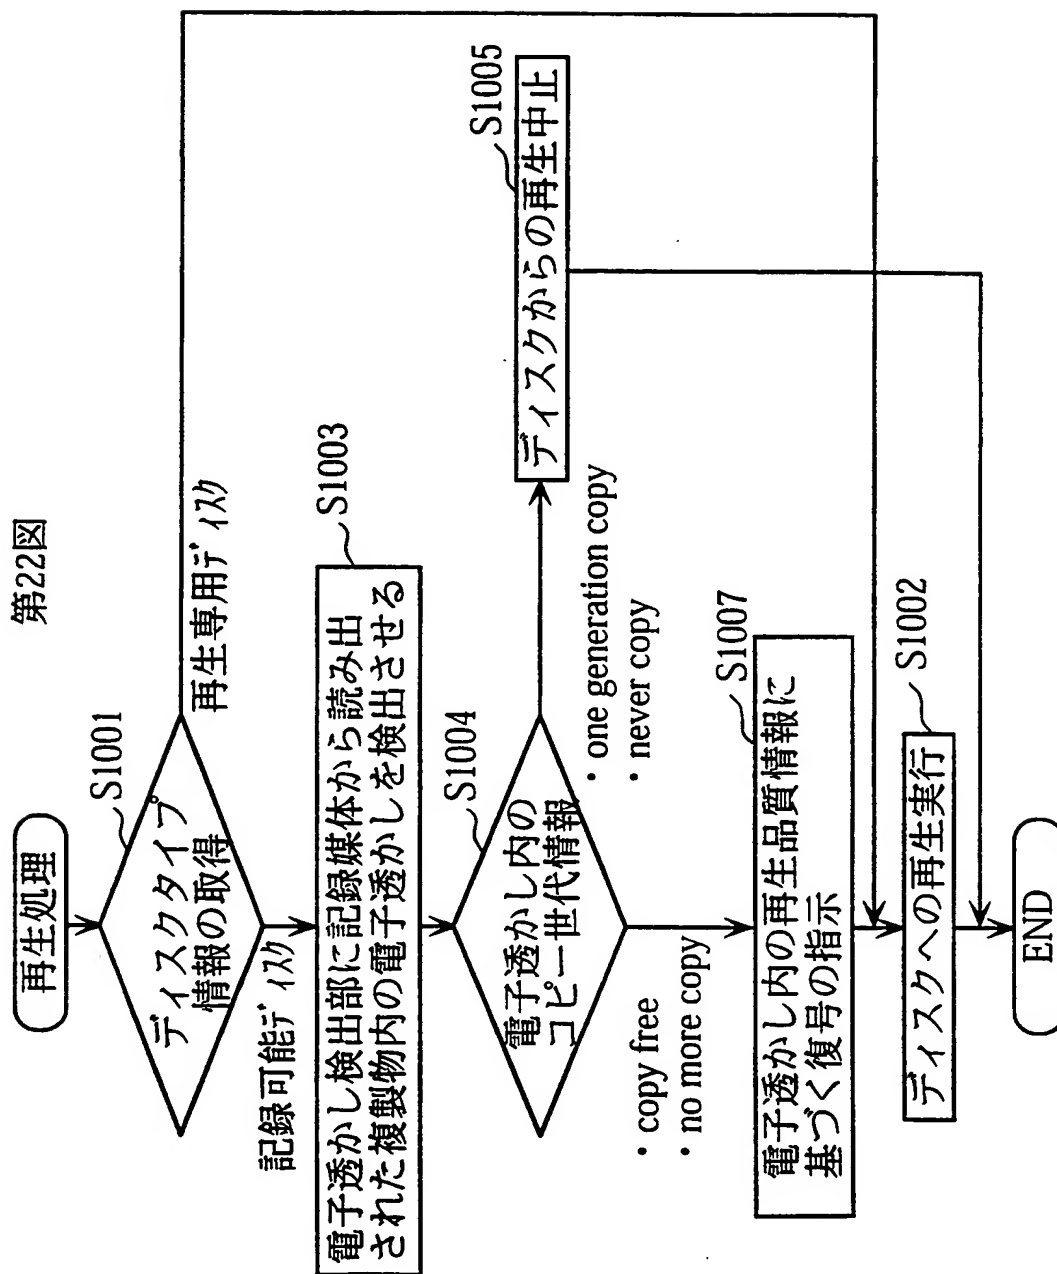 第22図
再生処理
S1001
ディスクタイプ
情報の取得
再生専用ディスク
記録可能ディスク
S1003
電子透かし検出部に記録媒体から読み出
された複製物内の電子透かしを検出させる
S1004
電子透かし内の
コピー世代情報
・one generation copy
・never copy
S1005
ディスクからの再生中止
・copy free
・no more copy
S1007
電子透かし内の再生品質情報に
基づく復号の指示
S1002
ディスクへの再生実行
END